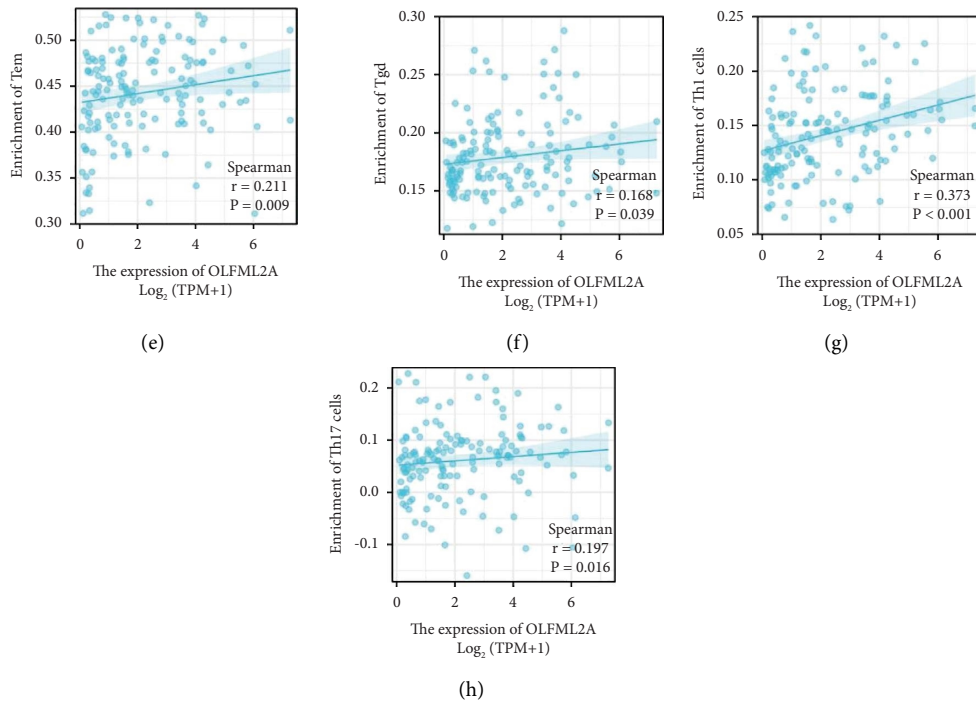 Enrichment of Tem
0.50
0.45
0.40
0.35
0.30
Spearman
r = 0.211
P = 0.009
0 2 4 6
The expression of OLFML2A
Log₂ (TPM+1)
(e)
Enrichment of Tgd
0.30
0.25
0.20
0.15
Spearman
r = 0.168
P = 0.039
0 1 2 3 4 5 6
The expression of OLFML2A
Log₂ (TPM+1)
(f)
Enrichment of Th1 cells
0.25
0.20
0.15
0.10
0.05
Spearman
r = 0.373
P < 0.001
0 2 4 6
The expression of OLFML2A
Log₂ (TPM+1)
(g)
Enrichment of Th17 cells
0.2
0.1
0.0
-0.1
Spearman
r = 0.197
P = 0.016
0 2 4 6
The expression of OLFML2A
Log₂ (TPM+1)
(h)